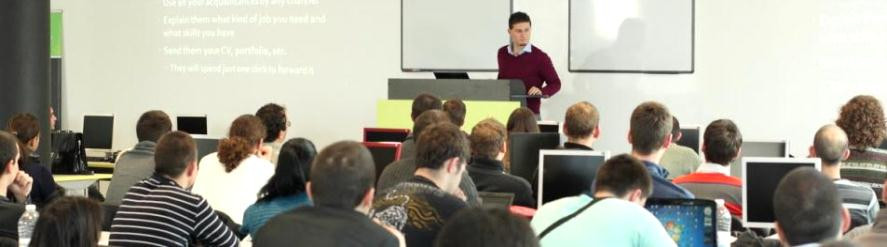 Use all your acquaintances by any channel
Explain them what kind of job you need and
what skills you have
Send them your CV, portfolio, etc.
They will spend just one click to forward it